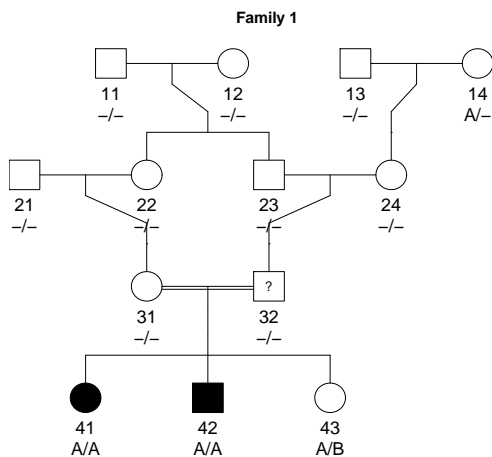 Family 1
11 12 13 14
–/– –/– –/– A/–
21 22 23 24
–/– –/– –/– –/–
?
31 32
–/– –/–
41 42 43
A/A A/A A/B